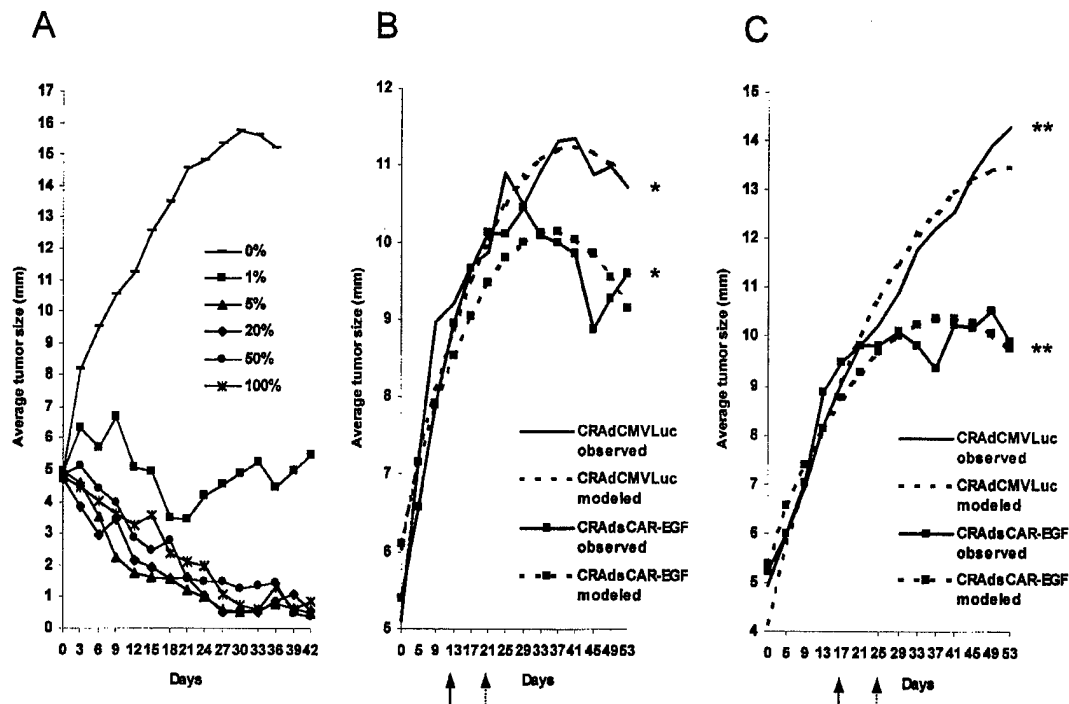 A
B
C
Average tumor size (mm)
17
16
15
14
13
12
11
10
9
8
7
6
5
4
3
2
1
0
0%
1%
5%
20%
50%
100%
0 3 6 9 12 15 18 21 24 27 30 33 36 39 42
Days
Average tumor size (mm)
12
11
10
9
8
7
6
5
*
*
CRAdCMVLuc
observed
CRAdCMVLuc
modeled
CRAdsCAR-EGF
observed
CRAdsCAR-EGF
modeled
0 5 9 13 17 21 25 29 33 37 41 45 49 53
Days
Average tumor size (mm)
15
14
13
12
11
10
9
8
7
6
5
4
**
**
CRAdCMVLuc
observed
CRAdCMVLuc
modeled
CRAdsCAR-EGF
observed
CRAdsCAR-EGF
modeled
0 5 9 13 17 21 25 29 33 37 41 45 49 53
Days